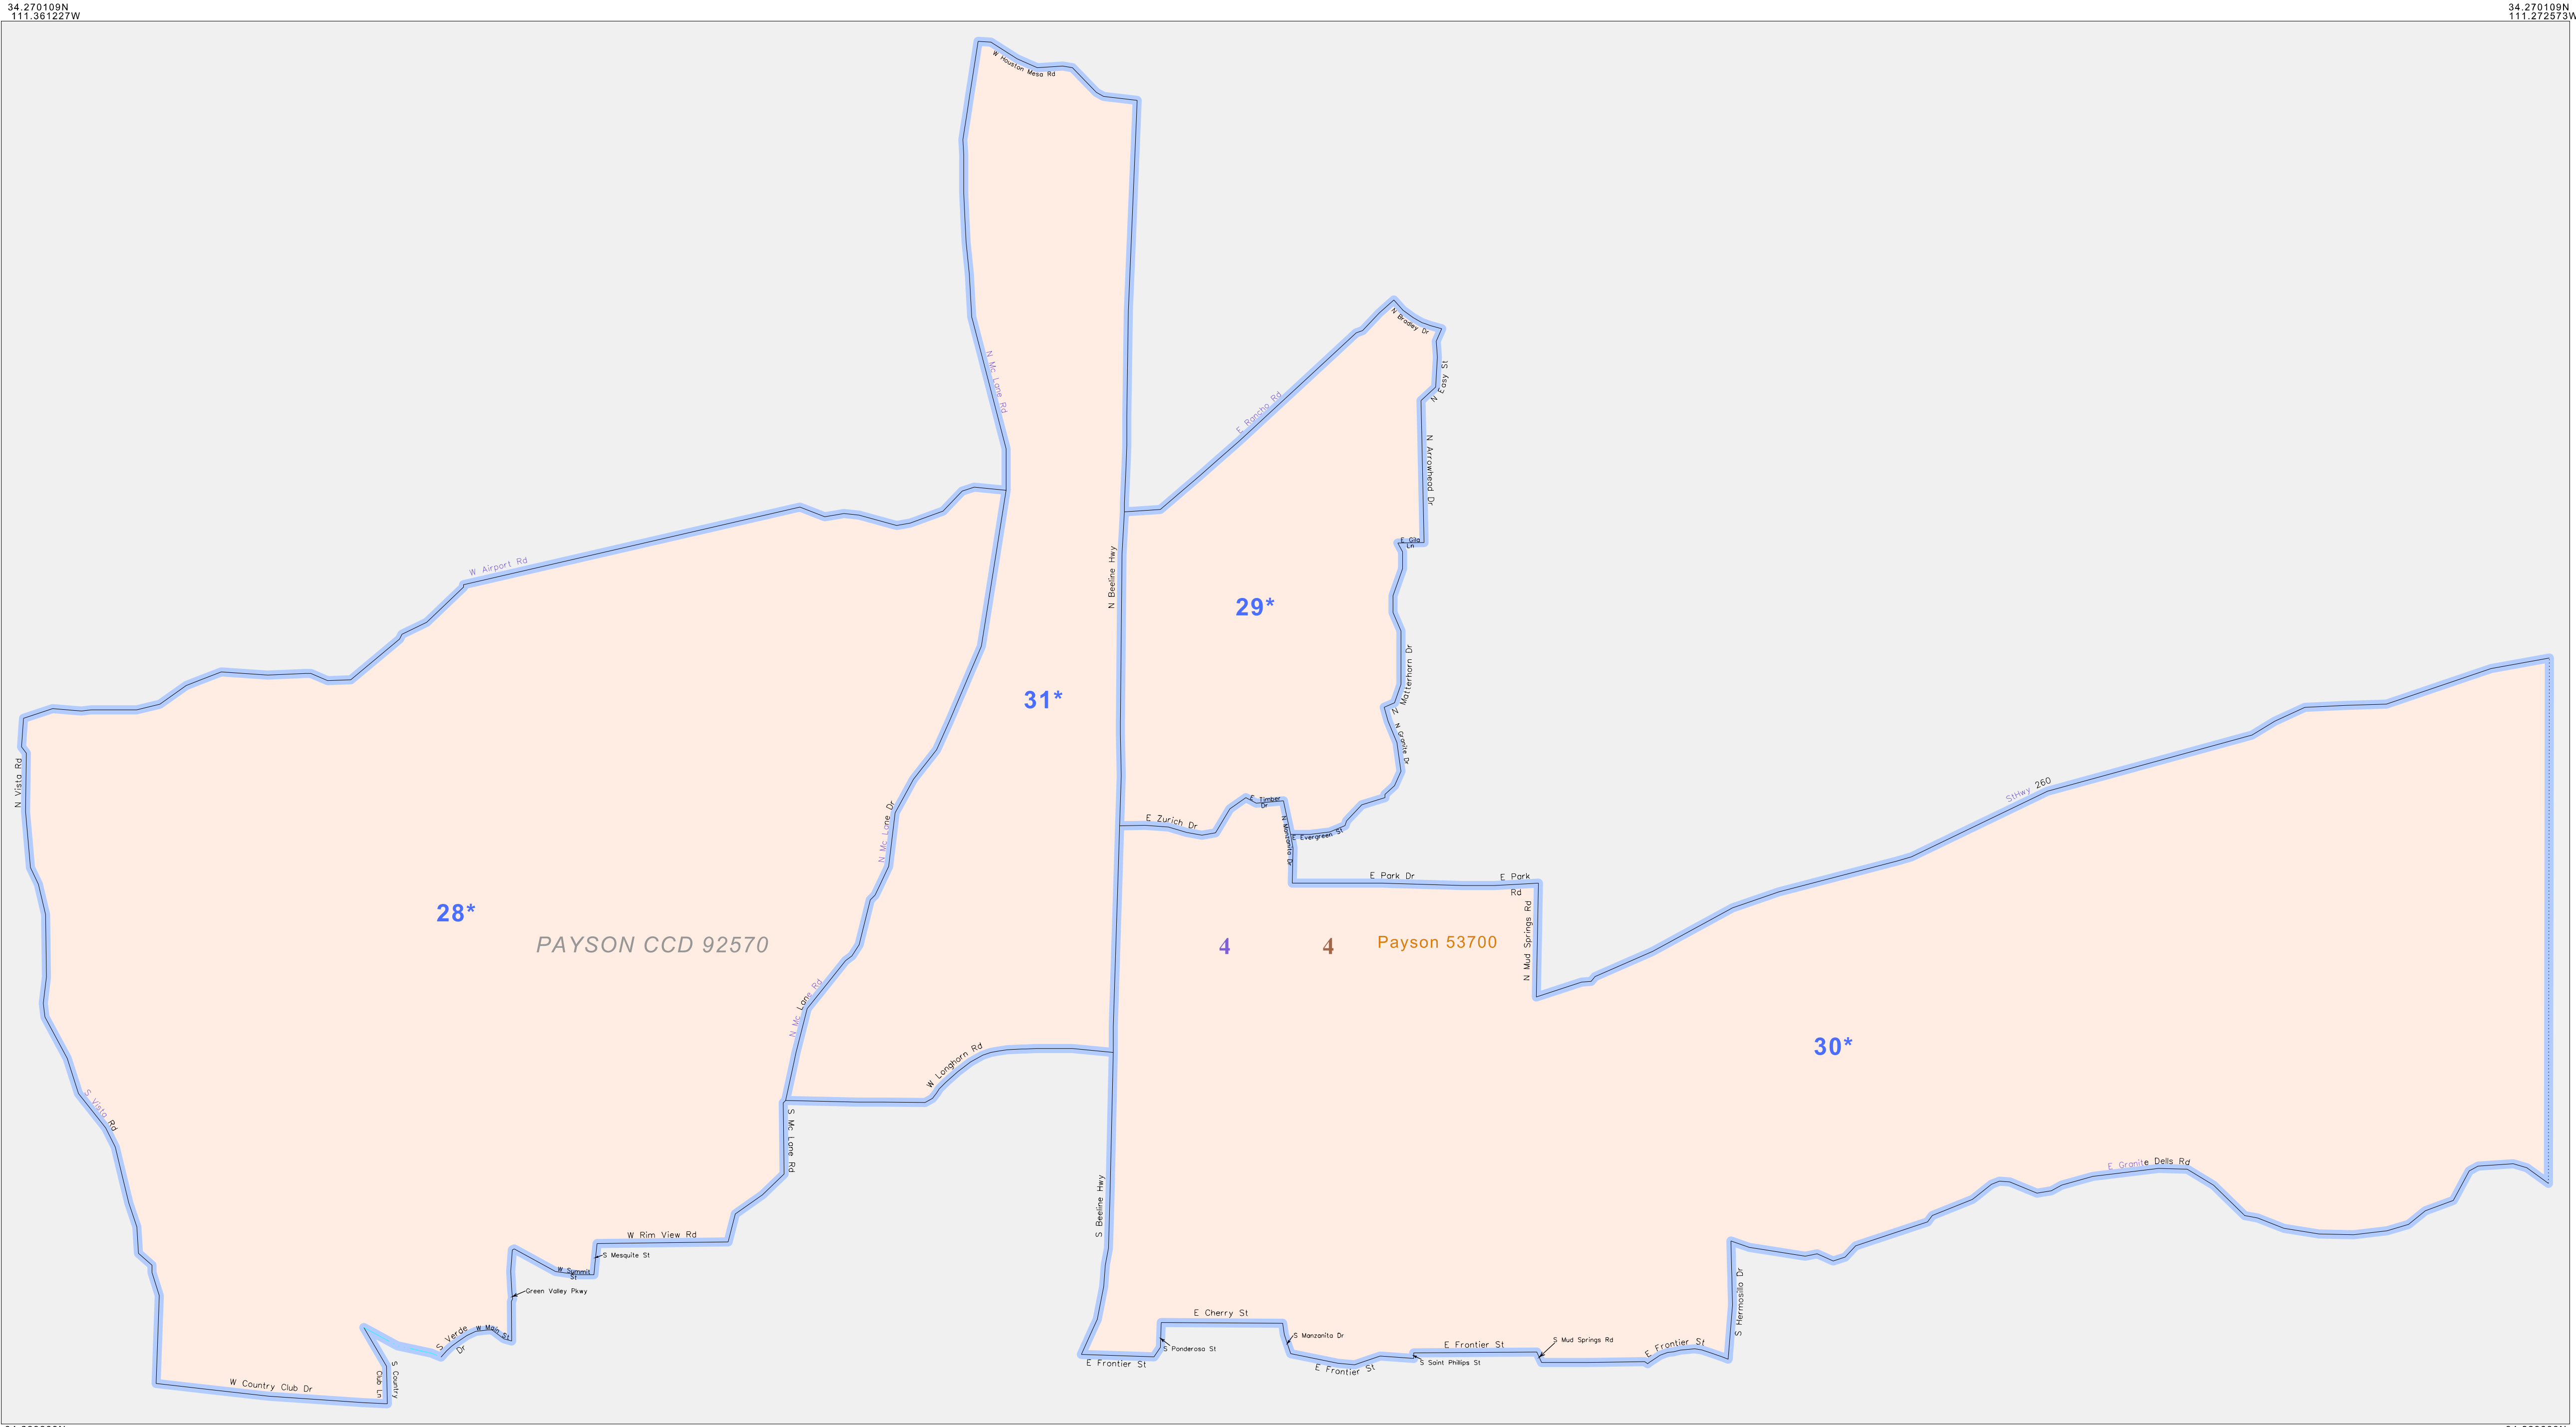 34.270109N
111.361227W
34.270109N
111.272573W
W Houston Mesa Rd
N Bradley Dr
N Easy St
N Mc Lane Rd
E Rancho Rd
N Arrowhead Dr
E Gila
Ln
W Airport Rd
N Beeline Hwy
29*
N Matterhorn Dr
31*
N Granite Dr
N Vista Rd
StHwy 260
E Timber
Dr
E Zurich Dr
N Manzanita Dr
E Evergreen St
N Mc Lane Dr
E Park Dr
E Park
Rd
28*
N Mud Springs Rd
PAYSON CCD 92570
4
4
Payson 53700
N Mc Lane Rd
30*
W Longhorn Rd
S Vista Rd
S Mc Lane Rd
E Granite Dells Rd
S Beeline Hwy
W Rim View Rd
S Mesquite St
W Summit
St
Green Valley Pkwy
S Hermosillo Dr
E Cherry St
S Verde
Dr
W Main St
S Manzanita Dr
S Mud Springs Rd
E Frontier St
E Frontier St
S Ponderosa St
E Frontier St
S Saint Phillips St
E Frontier St
S Country
Club Ln
W Country Club Dr